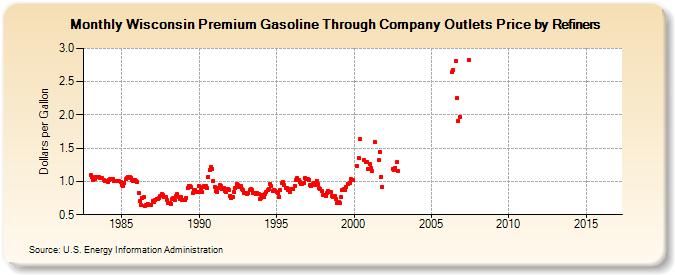 Monthly Wisconsin Premium Gasoline Through Company Outlets Price by Refiners
Dollars per Gallon
3.0
2.5
2.0
1.5
1.0
0.5
1985 1990 1995 2000 2005 2010 2015
Source: U.S. Energy Information Administration